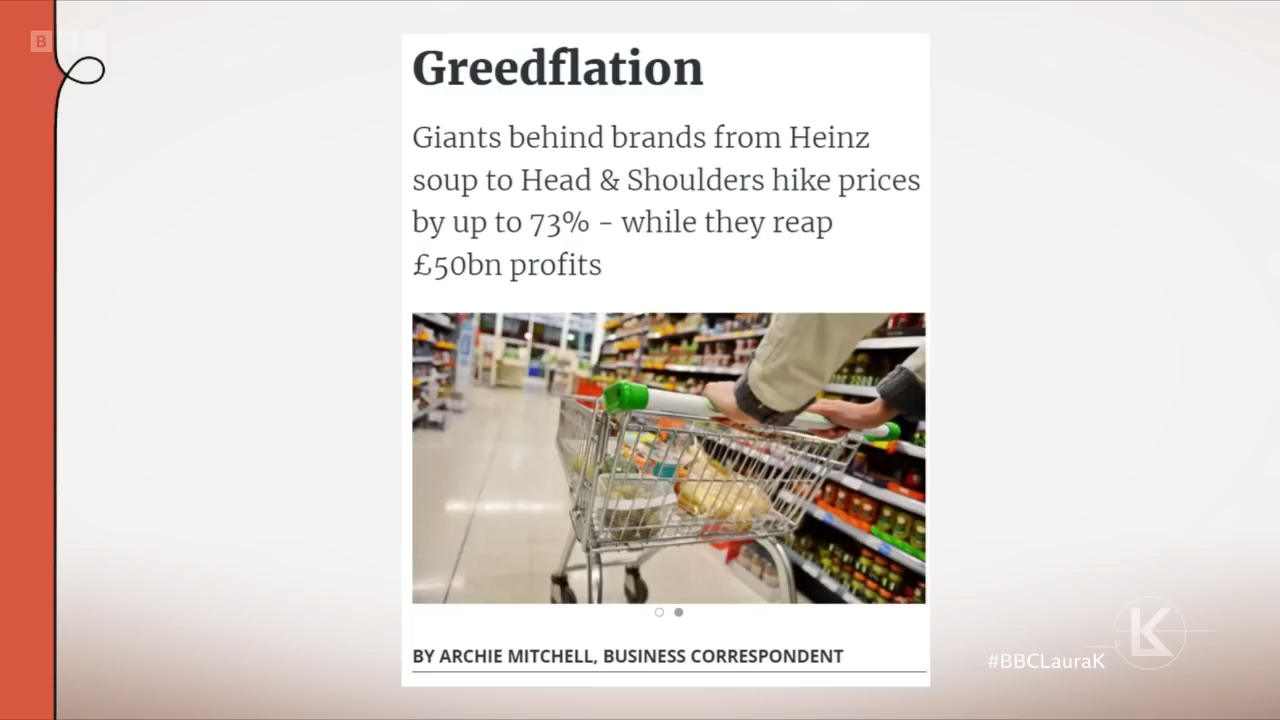 Greedflation
Giants behind brands from Heinz
soup to Head & Shoulders hike prices
by up to 73% - while they reap
£50bn profits
BY ARCHIE MITCHELL, BUSINESS CORRESPONDENT
#BBCLauraK
LK
B